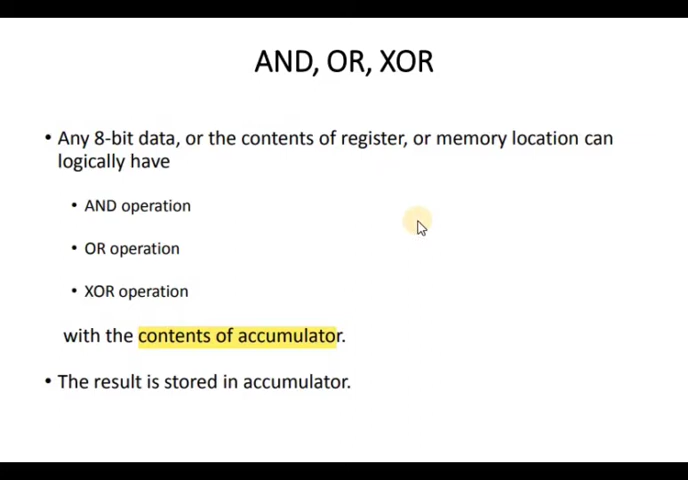 AND, OR, XOR
• Any 8-bit data, or the contents of register, or memory location can
logically have
• AND operation
• OR operation
• XOR operation
with the contents of accumulator.
• The result is stored in accumulator.